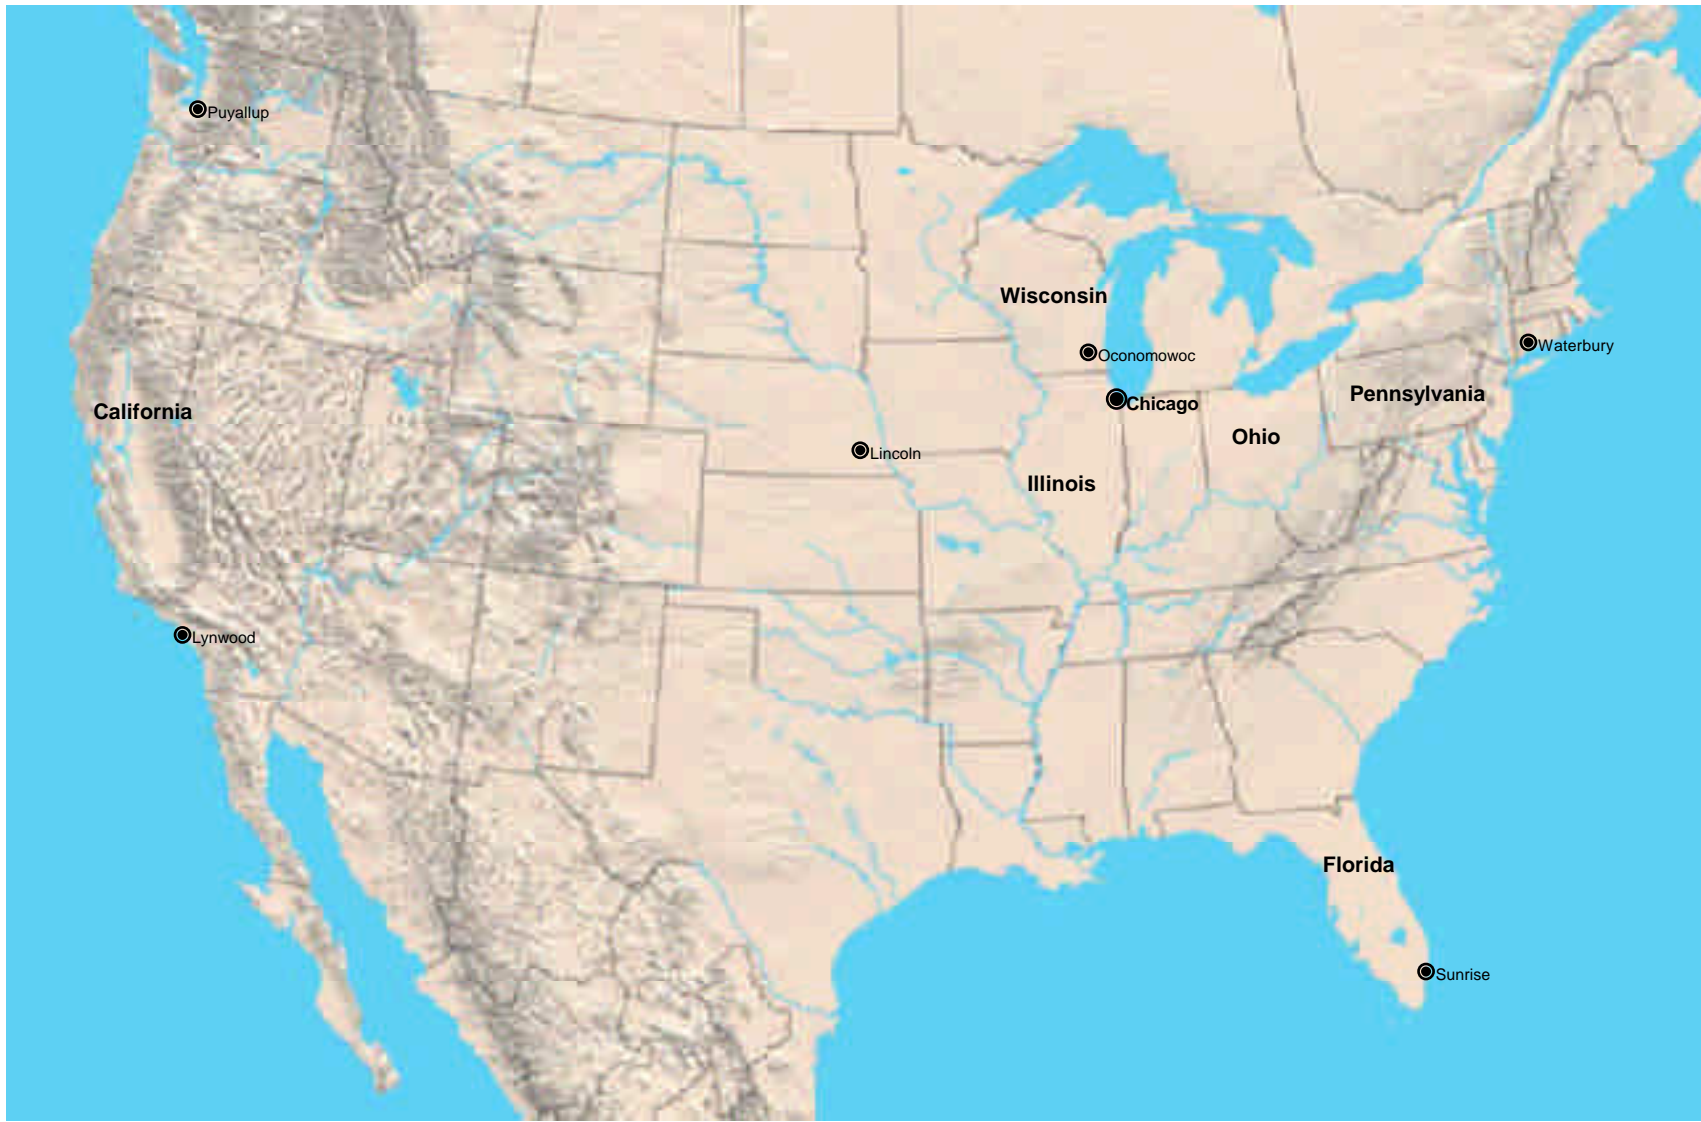 Puyallup
Wisconsin
Waterbury
Oconomowoc
Pennsylvania
Chicago
California
Ohio
Lincoln
Illinois
Lynwood
Florida
Sunrise